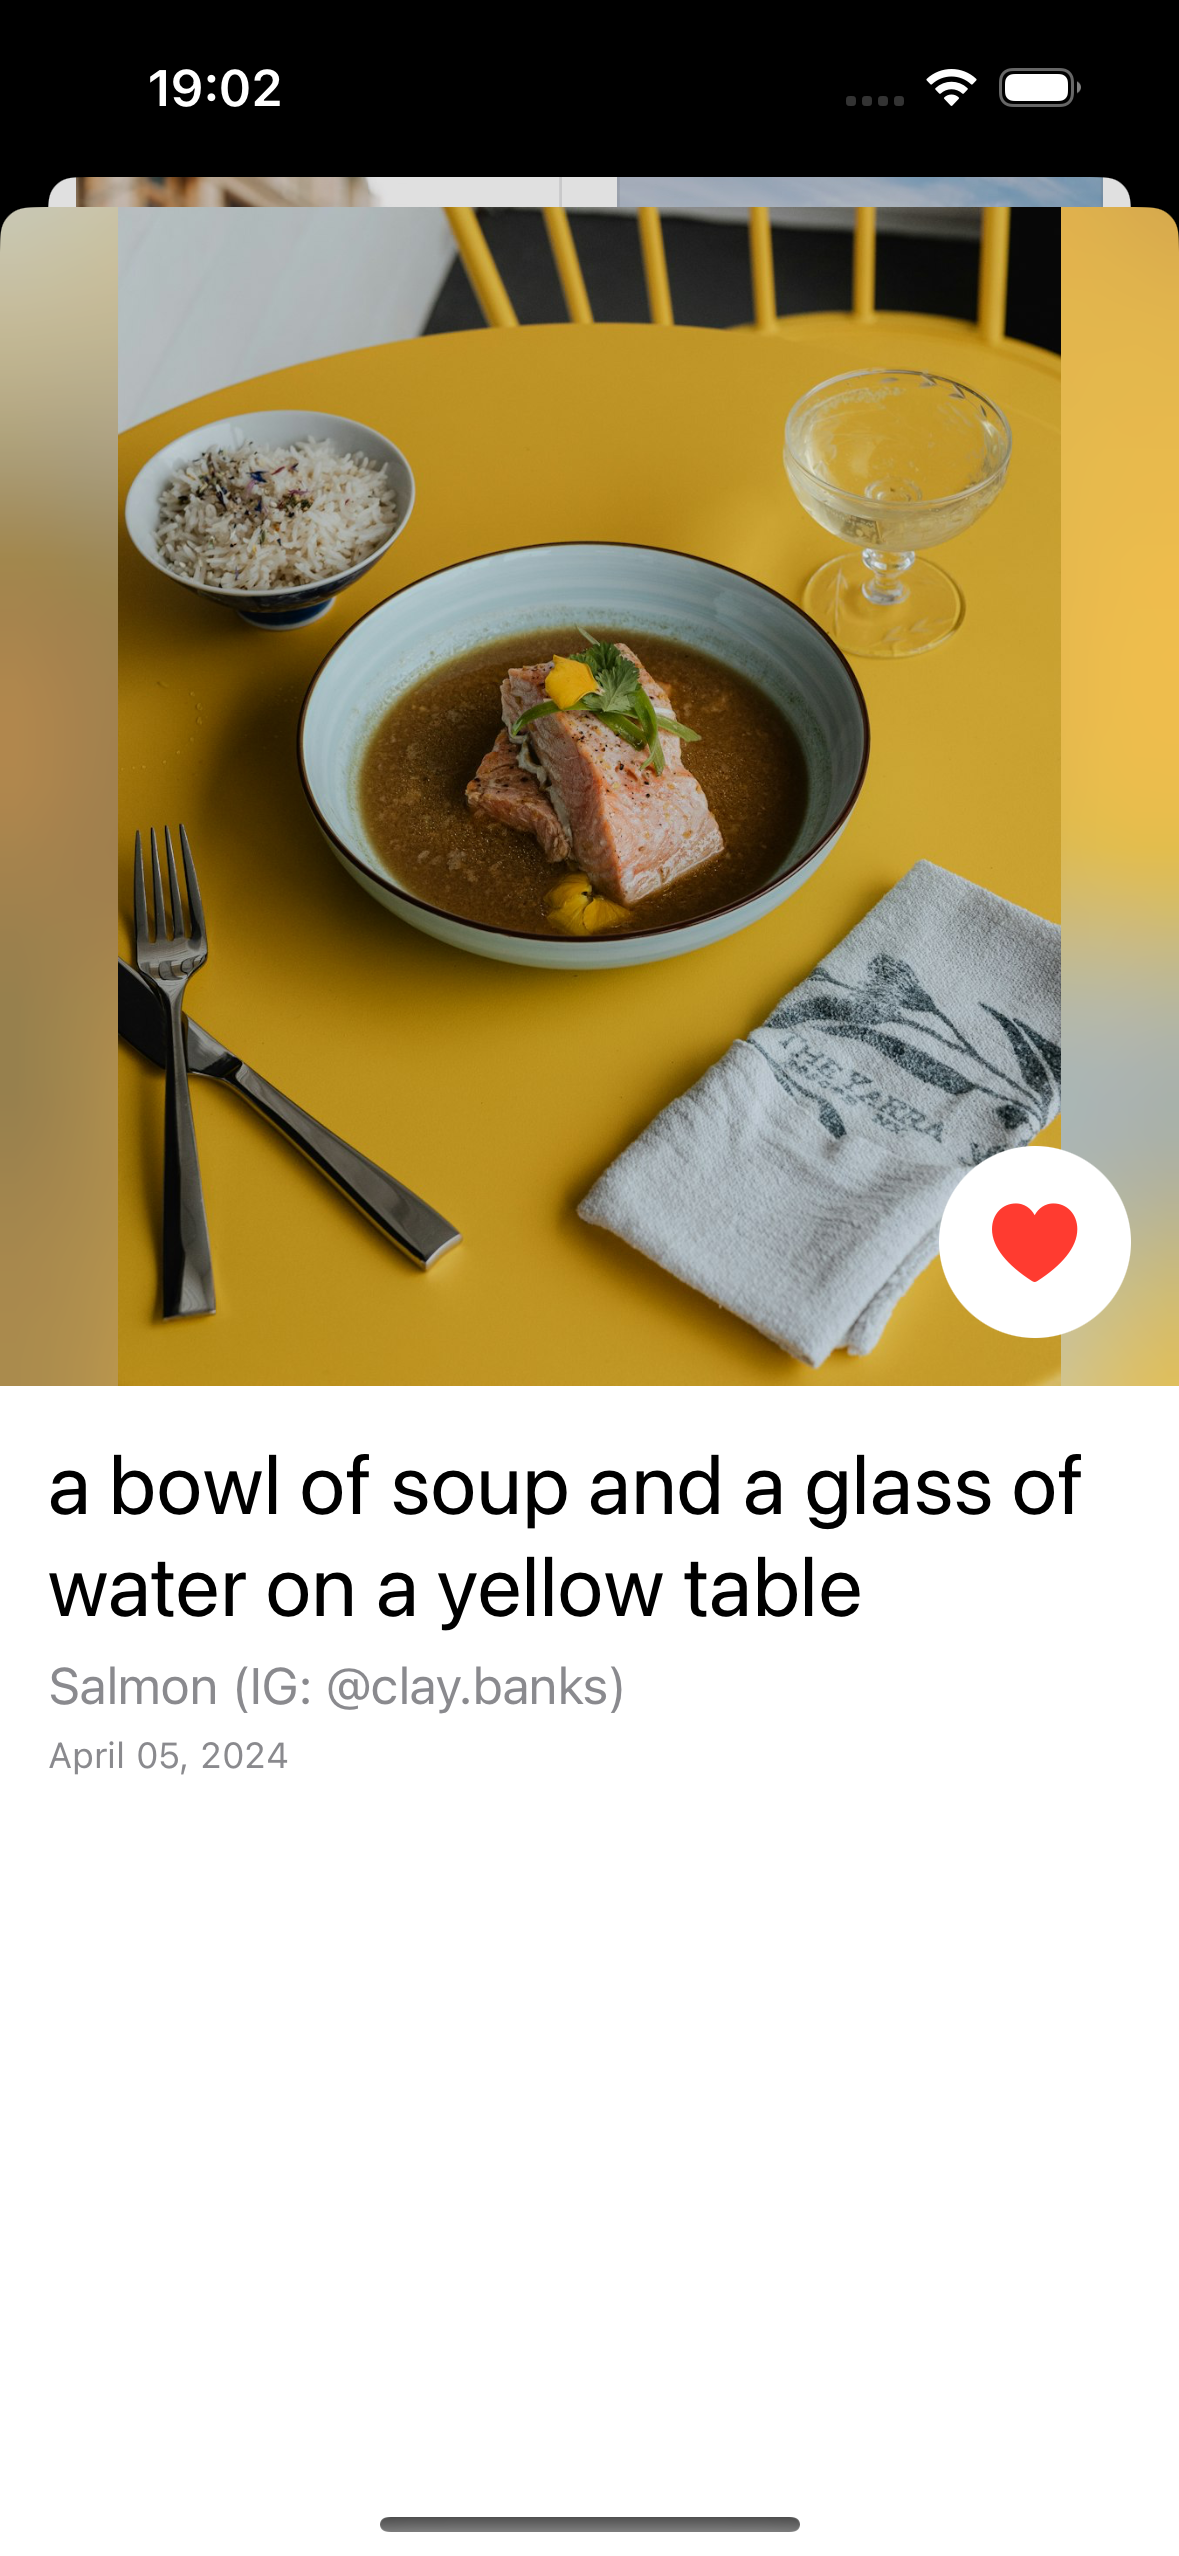 19:02
THE YARRA
a bowl of soup and a glass of
water on a yellow table
Salmon (IG: @clay.banks)
April 05, 2024